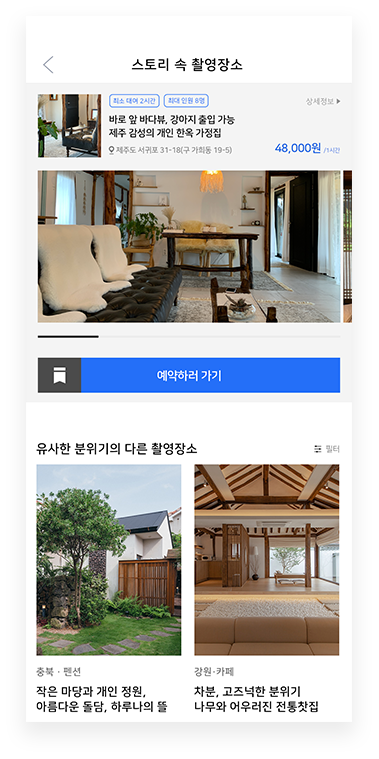 스토리 속 촬영장소
최소 대여 2시간 최대 인원 6명 상세정보
바로 앞 바다뷰, 강아지 출입 가능
제주 감성의 개인 한옥 가정집
제주도 서귀포 31-18(구 가회동 19-5) 48,000원 /1시간
예약하러 가기
유사한 분위기의 다른 촬영장소 필터
충북 · 펜션
작은 마당과 개인 정원,
아름다운 돌담, 하루나의 뜰
강원·카페
차분, 고즈넉한 분위기
나무와 어우러진 전통찻집